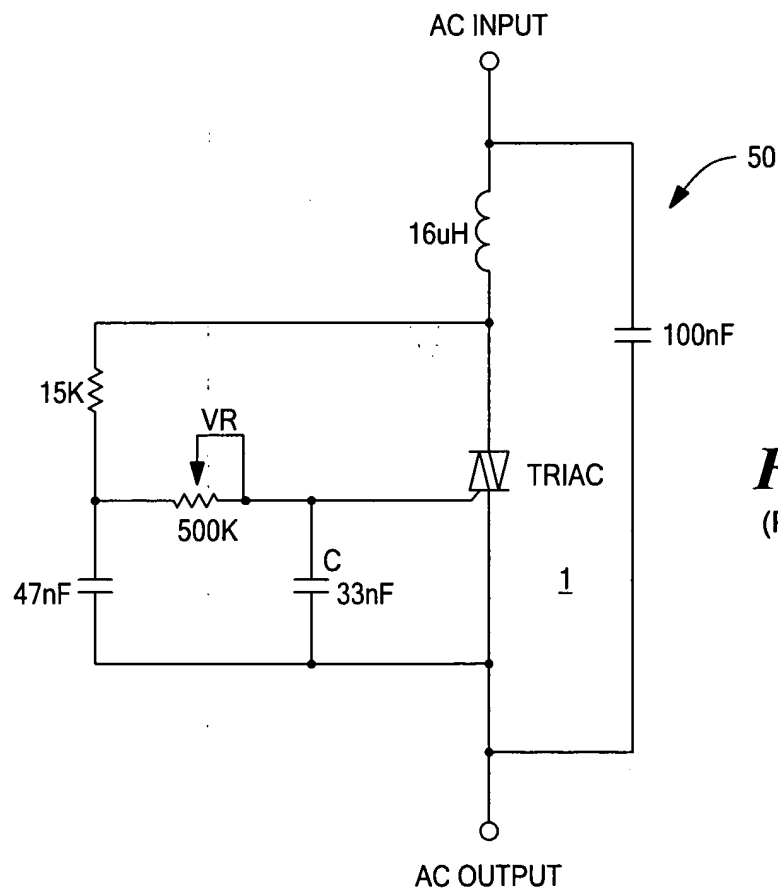 AC INPUT
50
16uH
100nF
15K
VR
TRIAC
500K
C
47nF
33nF
1
AC OUTPUT